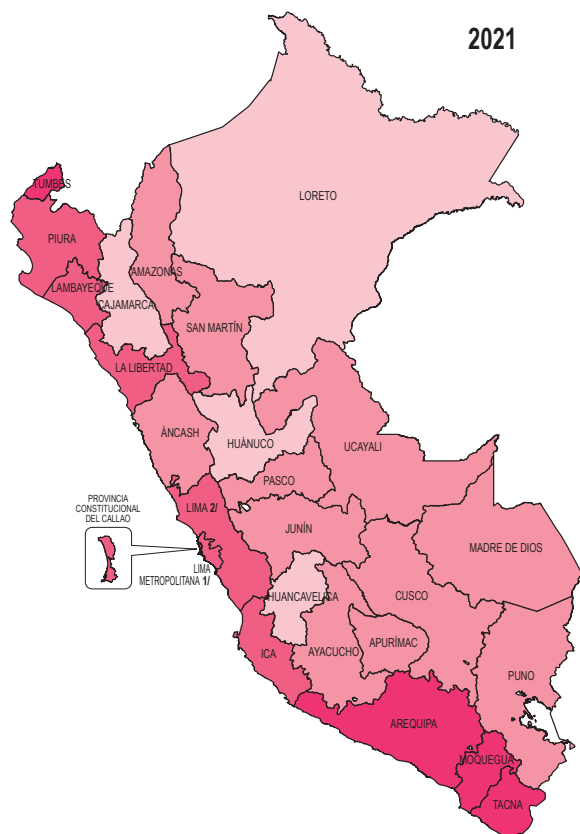 2021
LORETO
TUMBES
PIURA
AMAZONAS
LAMBAYEQUE
CAJAMARCA
SAN MARTÍN
LA LIBERTAD
ÁNCASH
HUÁNUCO
UCAYALI
PASCO
PROVINCIA
CONSTITUCIONAL
DEL CALLAO
LIMA 2/
JUNÍN
MADRE DE DIOS
LIMA
METROPOLITANA 1/
HUANCAVELICA
CUSCO
APURÍMAC
ICA
AYACUCHO
PUNO
AREQUIPA
MOQUEGUA
TACNA